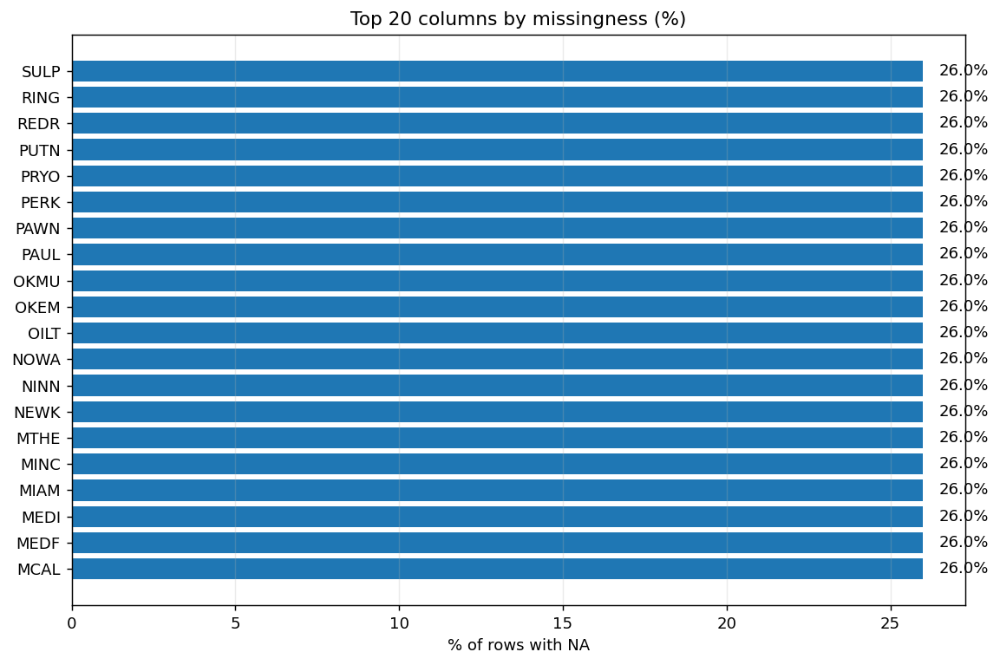 Top 20 columns by missingness (%)
SULP 26.0%
RING 26.0%
REDR 26.0%
PUTN 26.0%
PRYO 26.0%
PERK 26.0%
PAWN 26.0%
PAUL 26.0%
OKMU 26.0%
OKEM 26.0%
OILT 26.0%
NOWA 26.0%
NINN 26.0%
NEWK 26.0%
MTHE 26.0%
MINC 26.0%
MIAM 26.0%
MEDI 26.0%
MEDF 26.0%
MCAL 26.0%
0 5 10 15 20 25
% of rows with NA